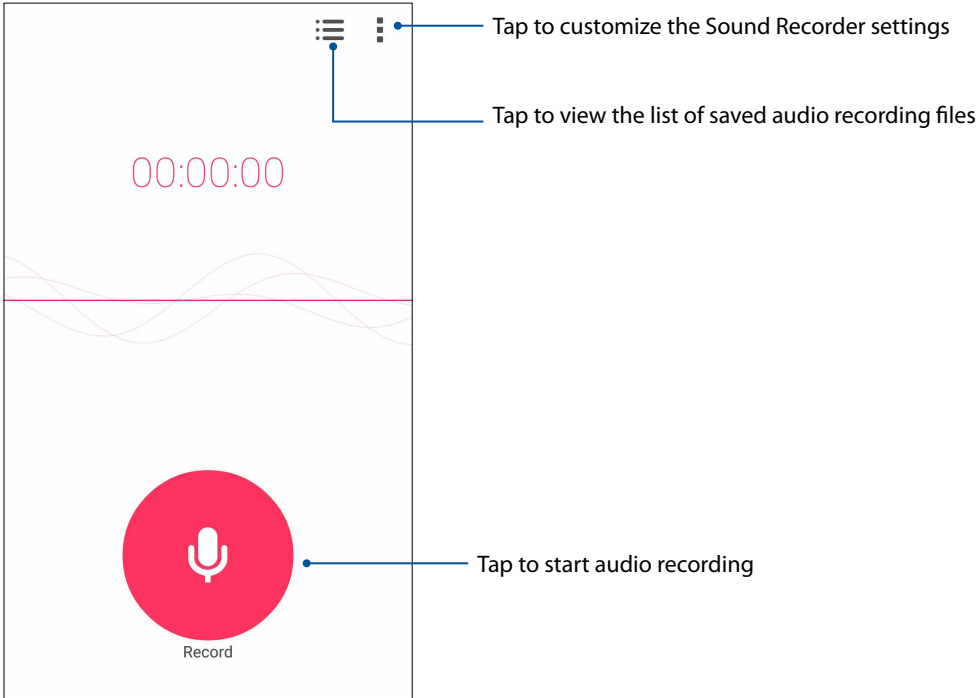 Tap to customize the Sound Recorder settings
Tap to view the list of saved audio recording files
00:00:00
Tap to start audio recording
Record